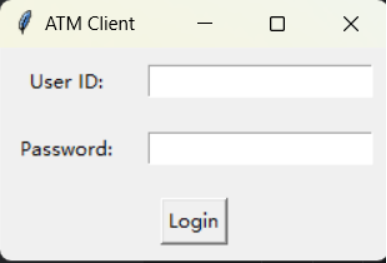 ATM Client
User ID:
Password:
Login